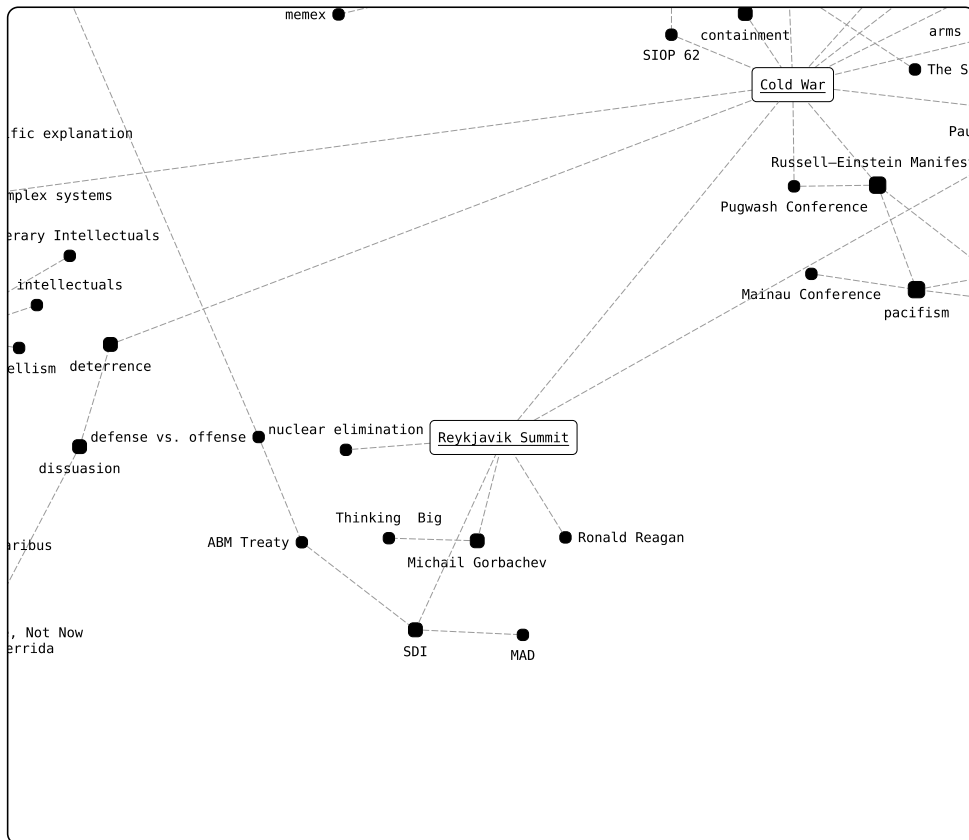 memex
containment
arms
SIOP 62
The S
Cold War
ific explanation
Pau
Russell–Einstein Manifes
mplex systems
Pugwash Conference
erary Intellectuals
intellectuals
Mainau Conference
pacifism
ellism
deterrence
nuclear elimination
defense vs. offense
Reykjavik Summit
dissuasion
Thinking  Big
Ronald Reagan
ABM Treaty
aribus
Michail Gorbachev
, Not Now
errida
SDI
MAD